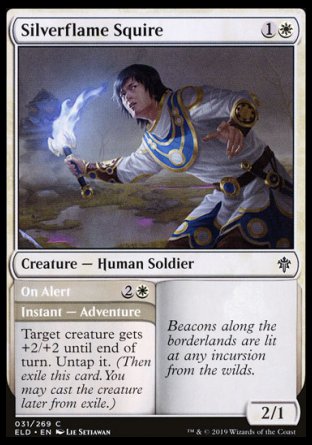 Silverflame Squire 1
Creature — Human Soldier
On Alert 2
Instant — Adventure
Target creature gets
+2/+2 until end of
turn. Untap it. (Then
exile this card. You
may cast the creature
later from exile.)
Beacons along the
borderlands are lit
at any incursion
from the wilds.
2/1
031/269 C
ELD • EN Lie Setiawan
™ & © 2019 Wizards of the Coast